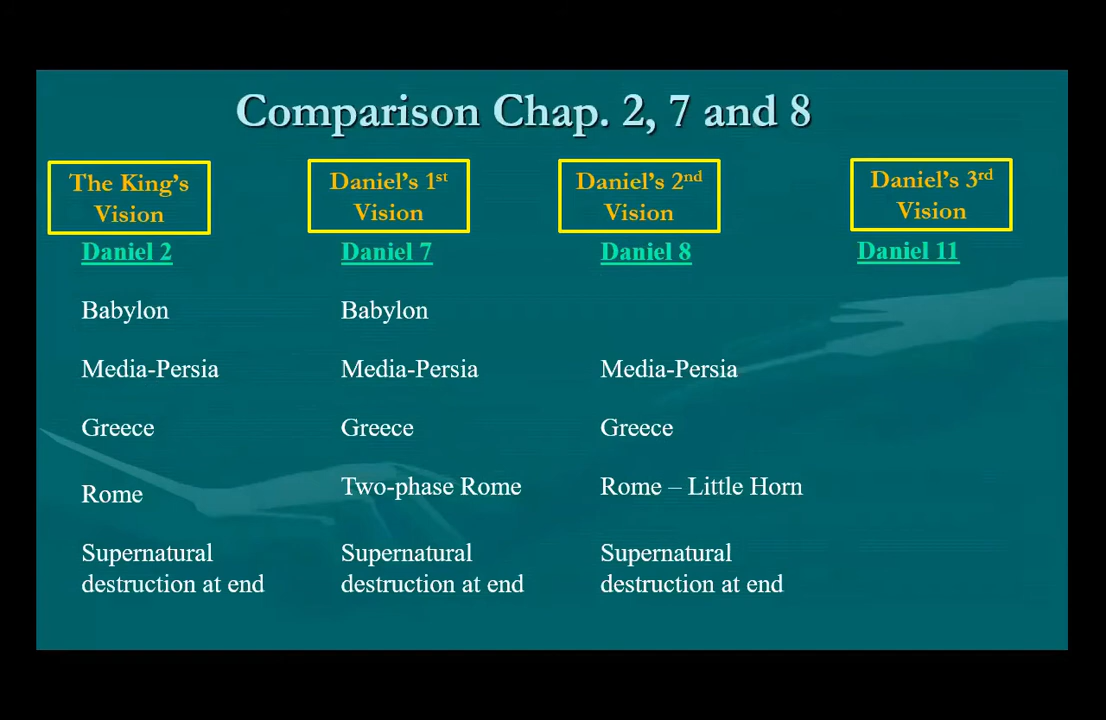 Comparison Chap. 2, 7 and 8
The King's
Vision
Daniel's 1st
Vision
Daniel's 2nd
Vision
Daniel's 3rd
Vision
Daniel 2
Daniel 7
Daniel 8
Daniel 11
Babylon
Babylon
Media-Persia
Media-Persia
Media-Persia
Greece
Greece
Greece
Rome
Two-phase Rome
Rome – Little Horn
Supernatural
destruction at end
Supernatural
destruction at end
Supernatural
destruction at end